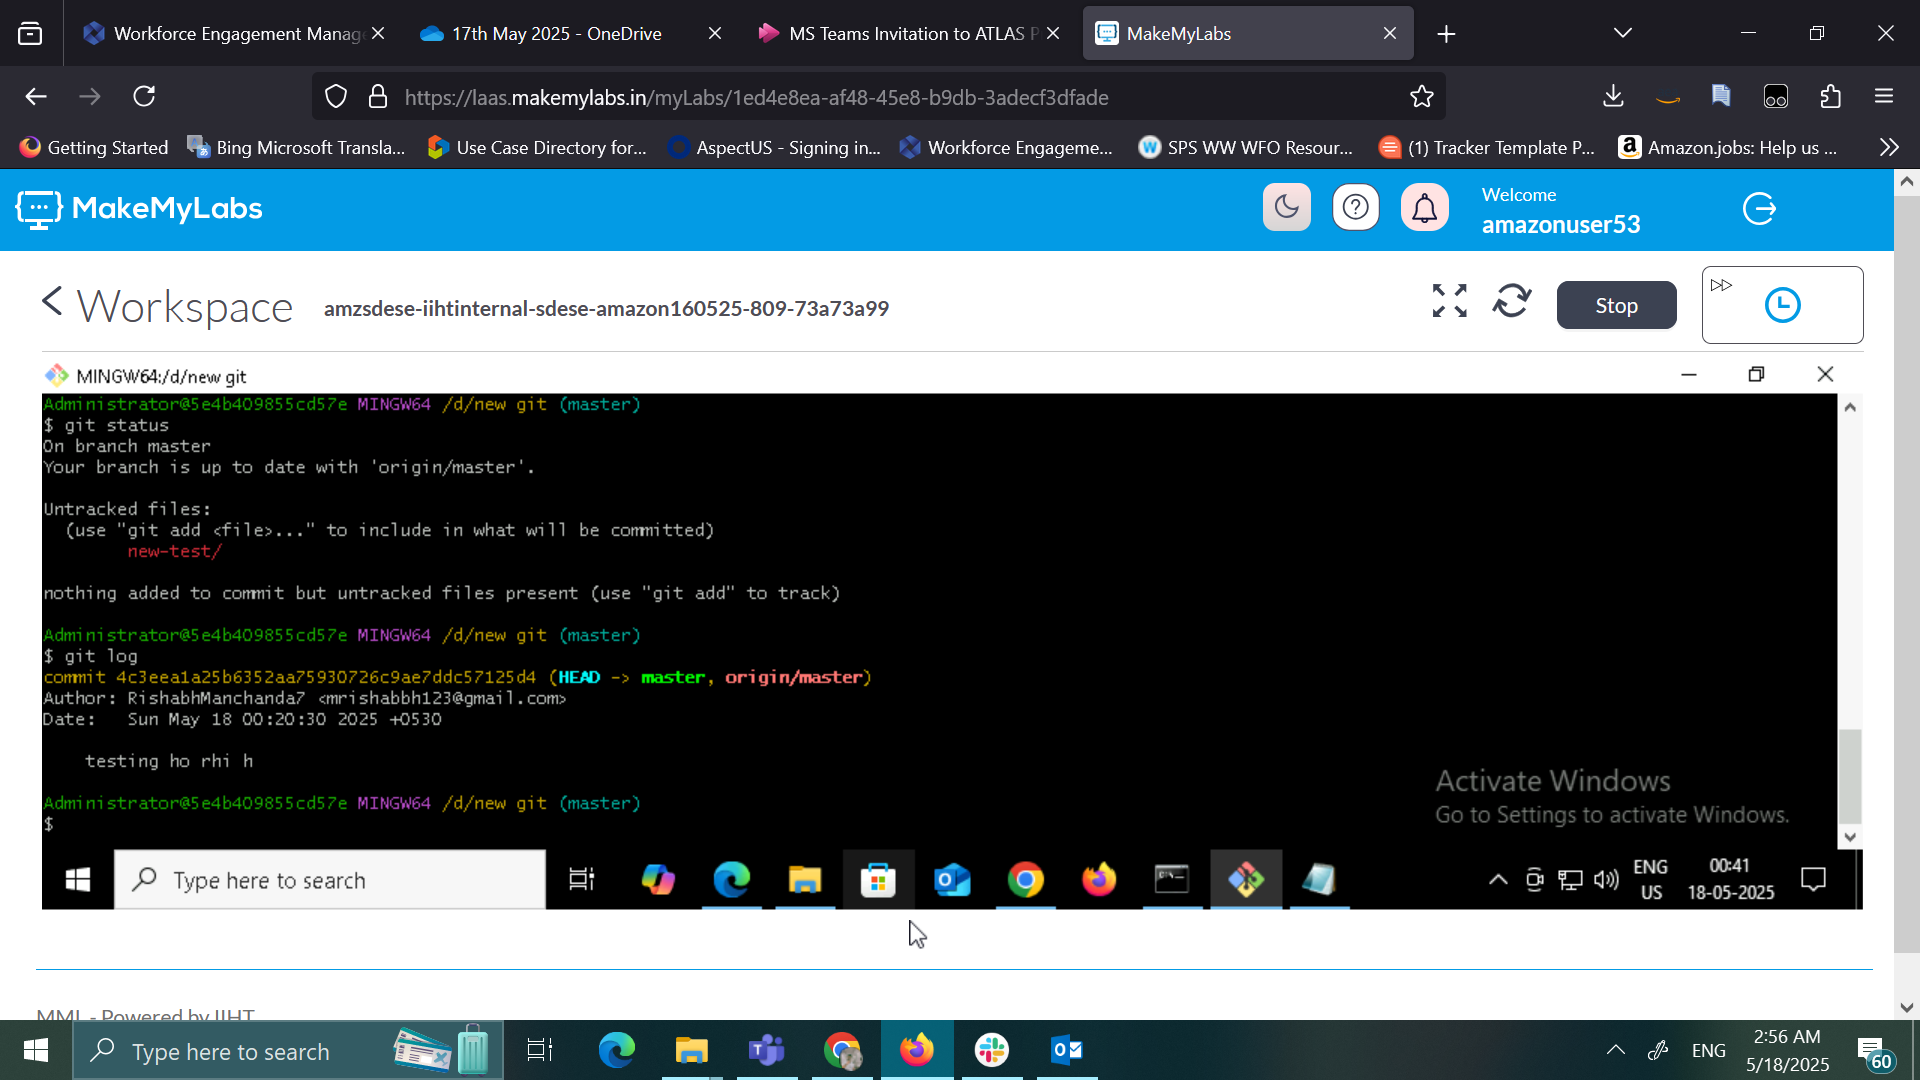 Workforce Engagement Manag
17th May 2025 - OneDrive
MS Teams Invitation to ATLAS P
MakeMyLabs
https://laas.makemylabs.in/myLabs/1ed4e8ea-af48-45e8-b9db-3adecf3dfade
Getting Started
Bing Microsoft Transla...
Use Case Directory for...
AspectUS - Signing in...
Workforce Engageme...
SPS WW WFO Resour...
(1) Tracker Template P...
Amazon.jobs: Help us ...
MakeMyLabs
Welcome
amazonuser53
Workspace
amzsdese-iihtinternal-sdese-amazon160525-809-73a73a99
Stop
MINGW64:/d/new git
Administrator@5e4b409855cd57e MINGW64 /d/new git (master)
$ git status
On branch master
Your branch is up to date with 'origin/master'.
Untracked files:
(use "git add <file>..." to include in what will be committed)
new-test/
nothing added to commit but untracked files present (use "git add" to track)
Administrator@5e4b409855cd57e MINGW64 /d/new git (master)
$ git log
commit 4c3eea1a25b6352aa75930726c9ae7ddc57125d4 (HEAD -> master, origin/master)
Author: RishabhManchanda7 <mrishabbh123@gmail.com>
Date:   Sun May 18 00:20:30 2025 +0530
testing ho rhi h
Administrator@5e4b409855cd57e MINGW64 /d/new git (master)
$
Activate Windows
Go to Settings to activate Windows.
Type here to search
ENG
US
00:41
18-05-2025
MML - Powered by IIHT
Type here to search
ENG
2:56 AM
5/18/2025
60